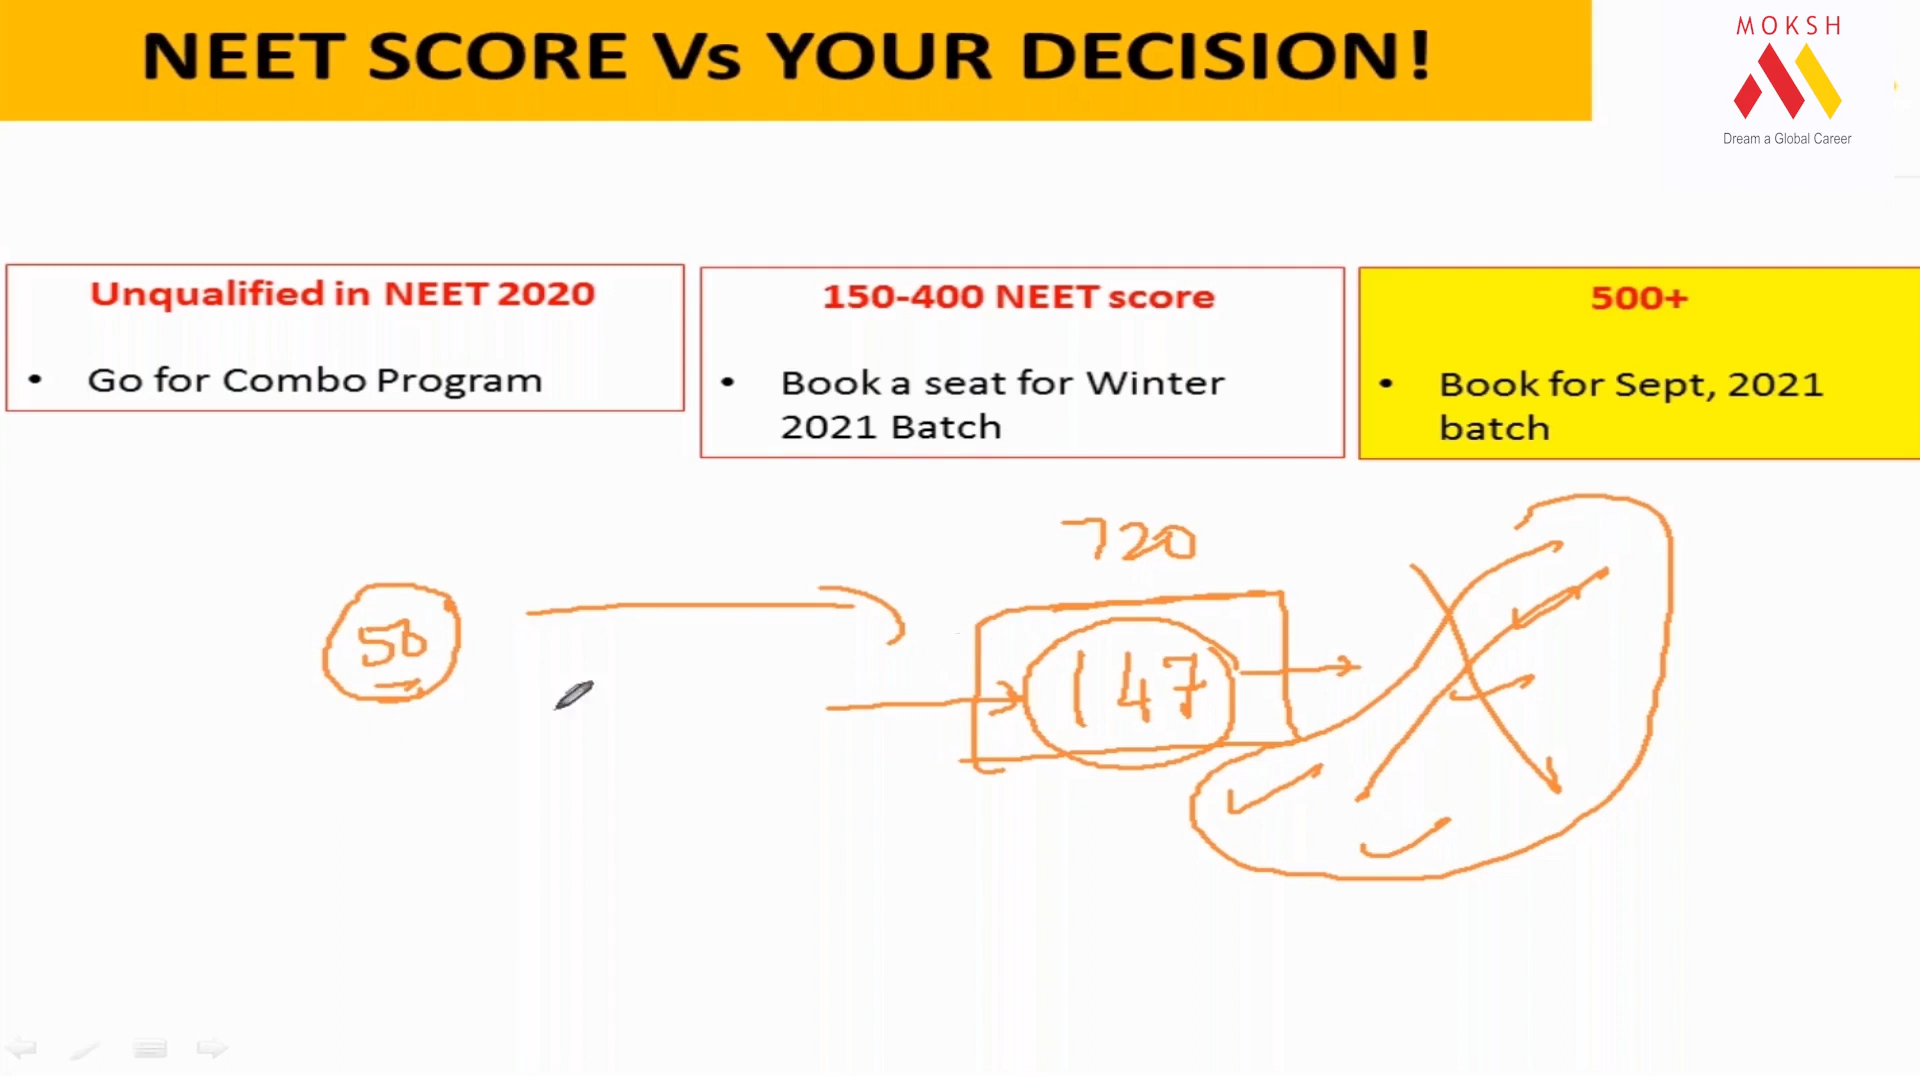 NEET SCORE Vs YOUR DECISION!
MOKSH
Dream a Global Career
Unqualified in NEET 2020
• Go for Combo Program
150-400 NEET score
• Book a seat for Winter
2021 Batch
500+
• Book for Sept, 2021
batch
720
50
147